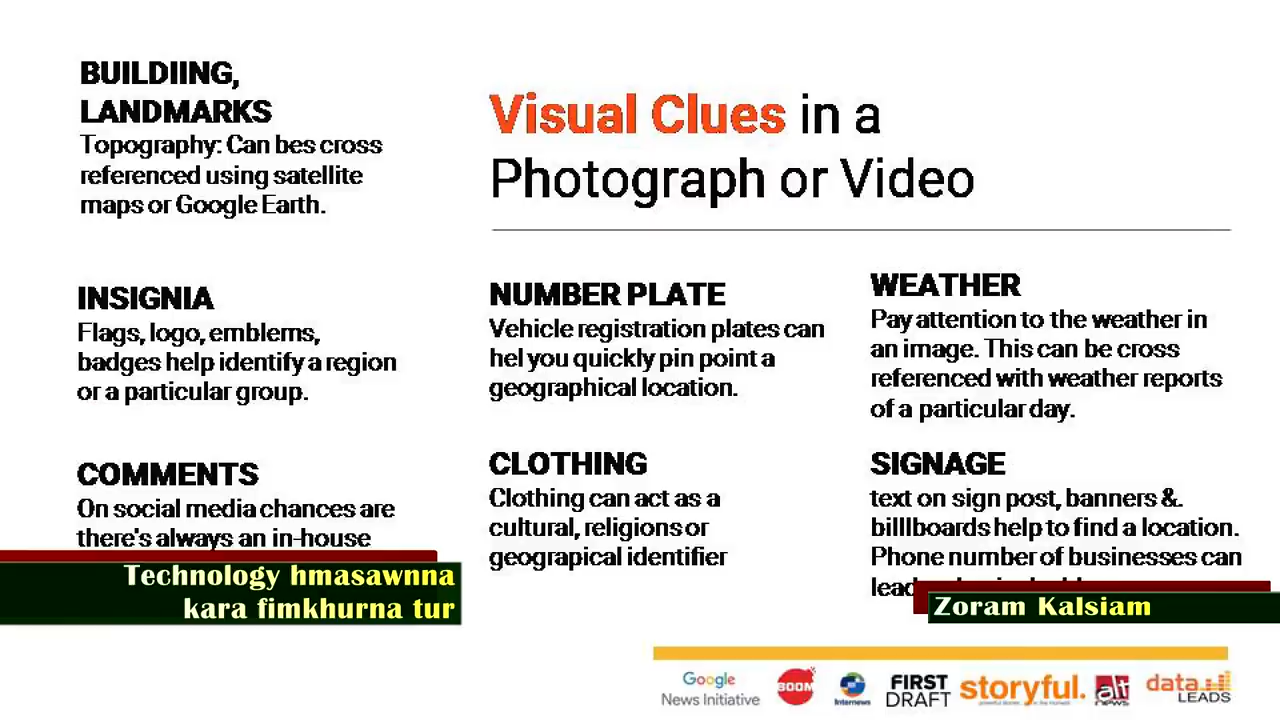 BUILDIING,
LANDMARKS
Topography: Can bes cross
referenced using satellite
maps or Google Earth.
Visual Clues in a
Photograph or Video
INSIGNIA
Flags, logo, emblems,
badges help identify a region
or a particular group.
NUMBER PLATE
Vehicle registration plates can
hel you quickly pin point a
geographical location.
WEATHER
Pay attention to the weather in
an image. This can be cross
referenced with weather reports
of a particular day.
COMMENTS
On social media chances are
there's always an in-house
CLOTHING
Clothing can act as a
cultural, religions or
geograpical identifier
SIGNAGE
text on sign post, banners &.
billlboards help to find a location.
Phone number of businesses can
Technology hmasawnna
kara fimkhurna tur
Zoram Kalsiam
Google
News Initiative
BOOM
Internews
FIRST
DRAFT
storyful.
alt
news
data
LEADS